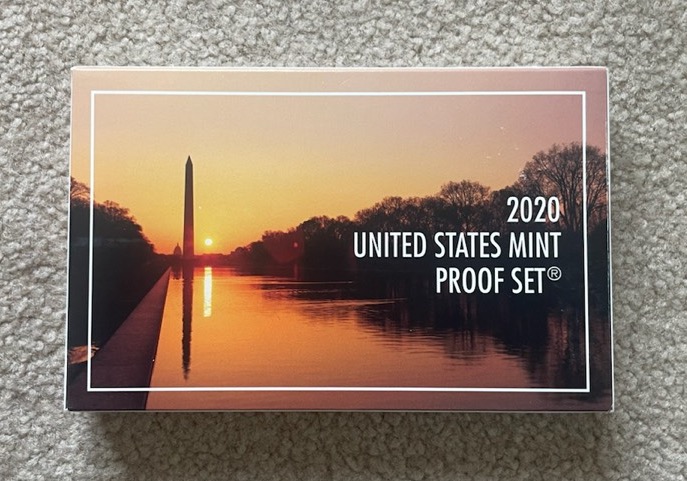 2020
UNITED STATES MINT
PROOF SET®